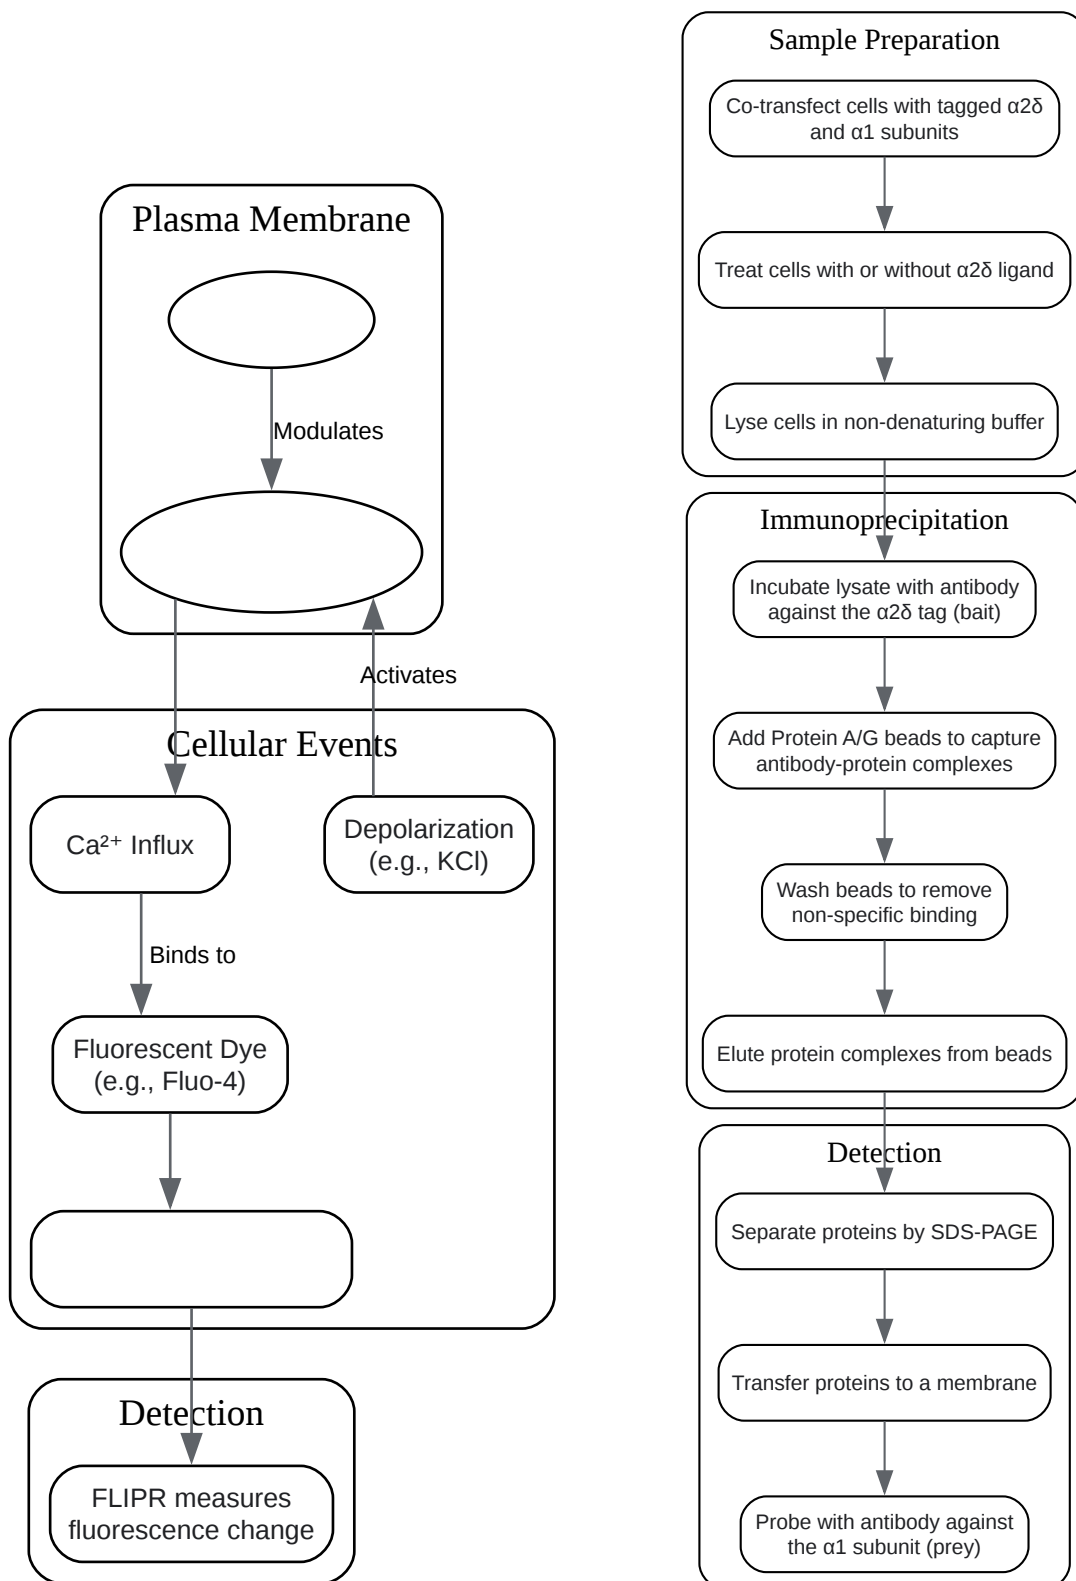 Plasma Membrane
Modulates
Activates
Cellular Events
Ca²⁺ Influx
Depolarization
(e.g., KCl)
Binds to
Fluorescent Dye
(e.g., Fluo-4)
Detection
FLIPR measures
fluorescence change
Sample Preparation
Co-transfect cells with tagged α2δ
and α1 subunits
Treat cells with or without α2δ ligand
Lyse cells in non-denaturing buffer
Immunoprecipitation
Incubate lysate with antibody
against the α2δ tag (bait)
Add Protein A/G beads to capture
antibody-protein complexes
Wash beads to remove
non-specific binding
Elute protein complexes from beads
Detection
Separate proteins by SDS-PAGE
Transfer proteins to a membrane
Probe with antibody against
the α1 subunit (prey)